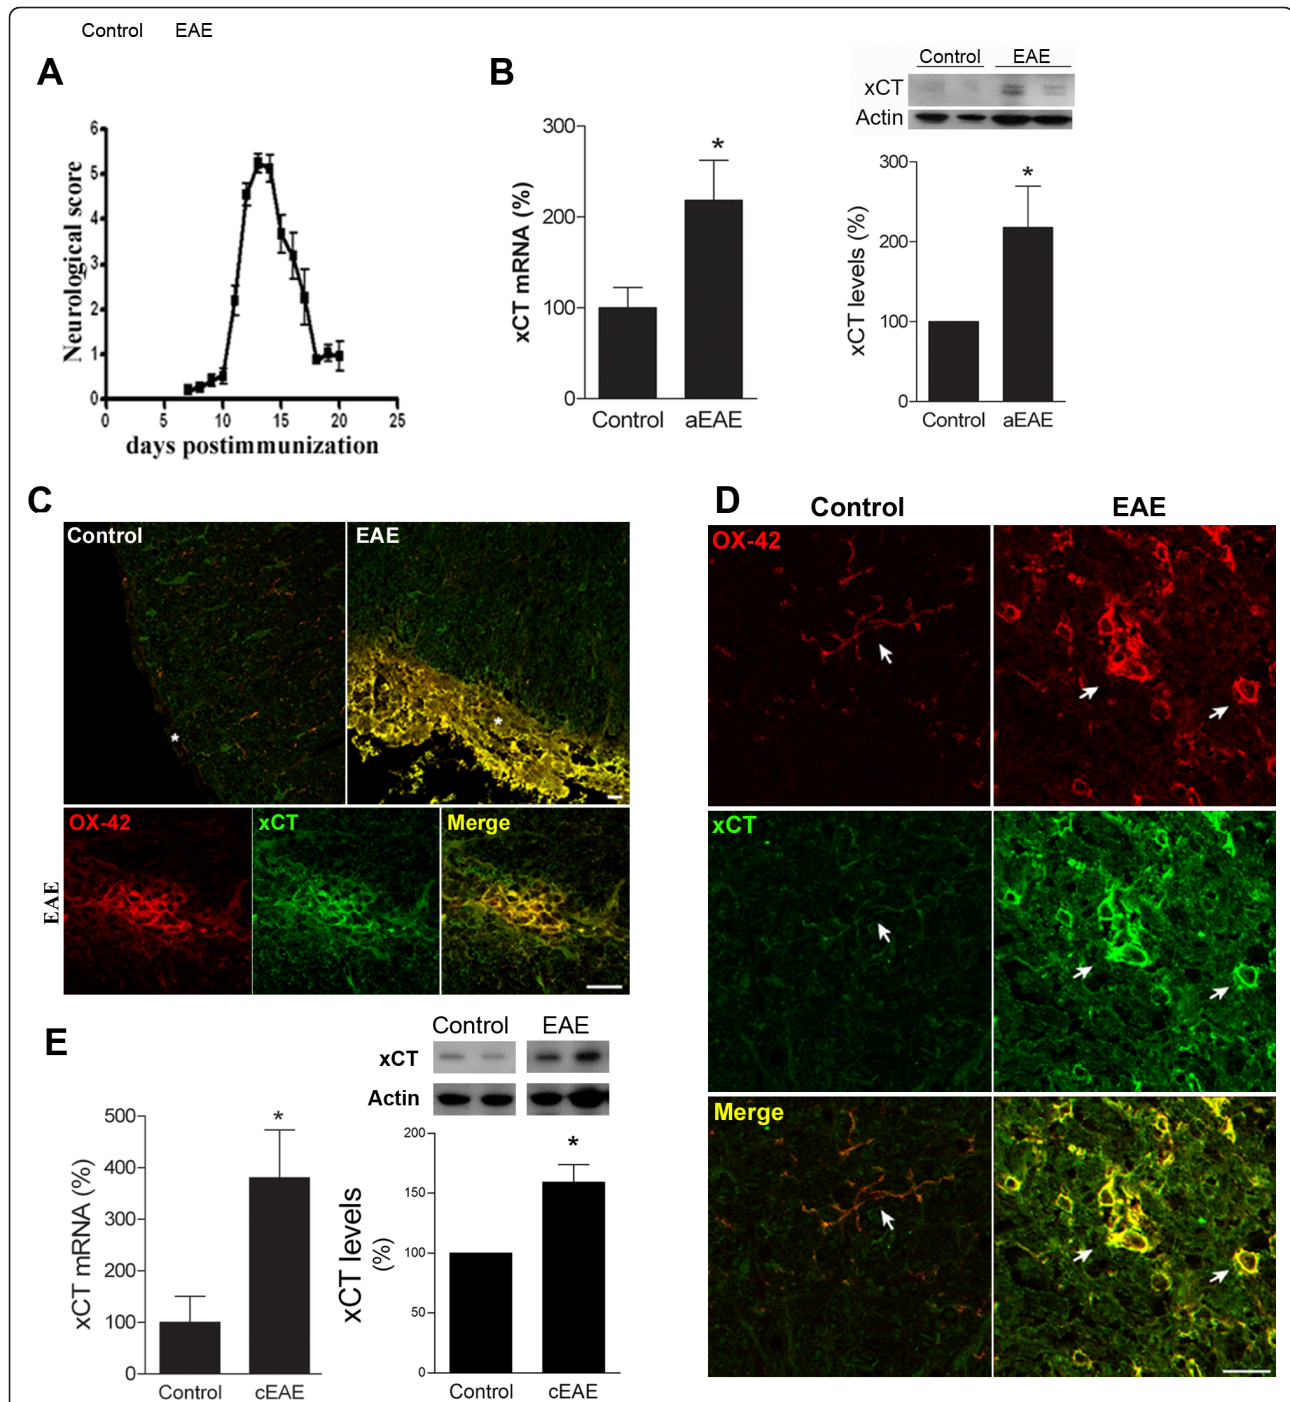 Control EAE
A
6
5
4
3
2
1
0
Neurological score
0 5 10 15 20 25
days postimmunization
B
300
200
100
0
xCT mRNA (%)
*
Control aEAE
Control EAE
xCT
Actin
300
200
100
0
xCT levels (%)
*
Control aEAE
C
Control
*
EAE
*
EAE
OX-42
xCT
Merge
D
Control EAE
OX-42
xCT
Merge
E
500
400
300
200
100
0
xCT mRNA (%)
*
Control cEAE
Control EAE
xCT
Actin
200
150
100
50
0
xCT levels
(%)
*
Control cEAE